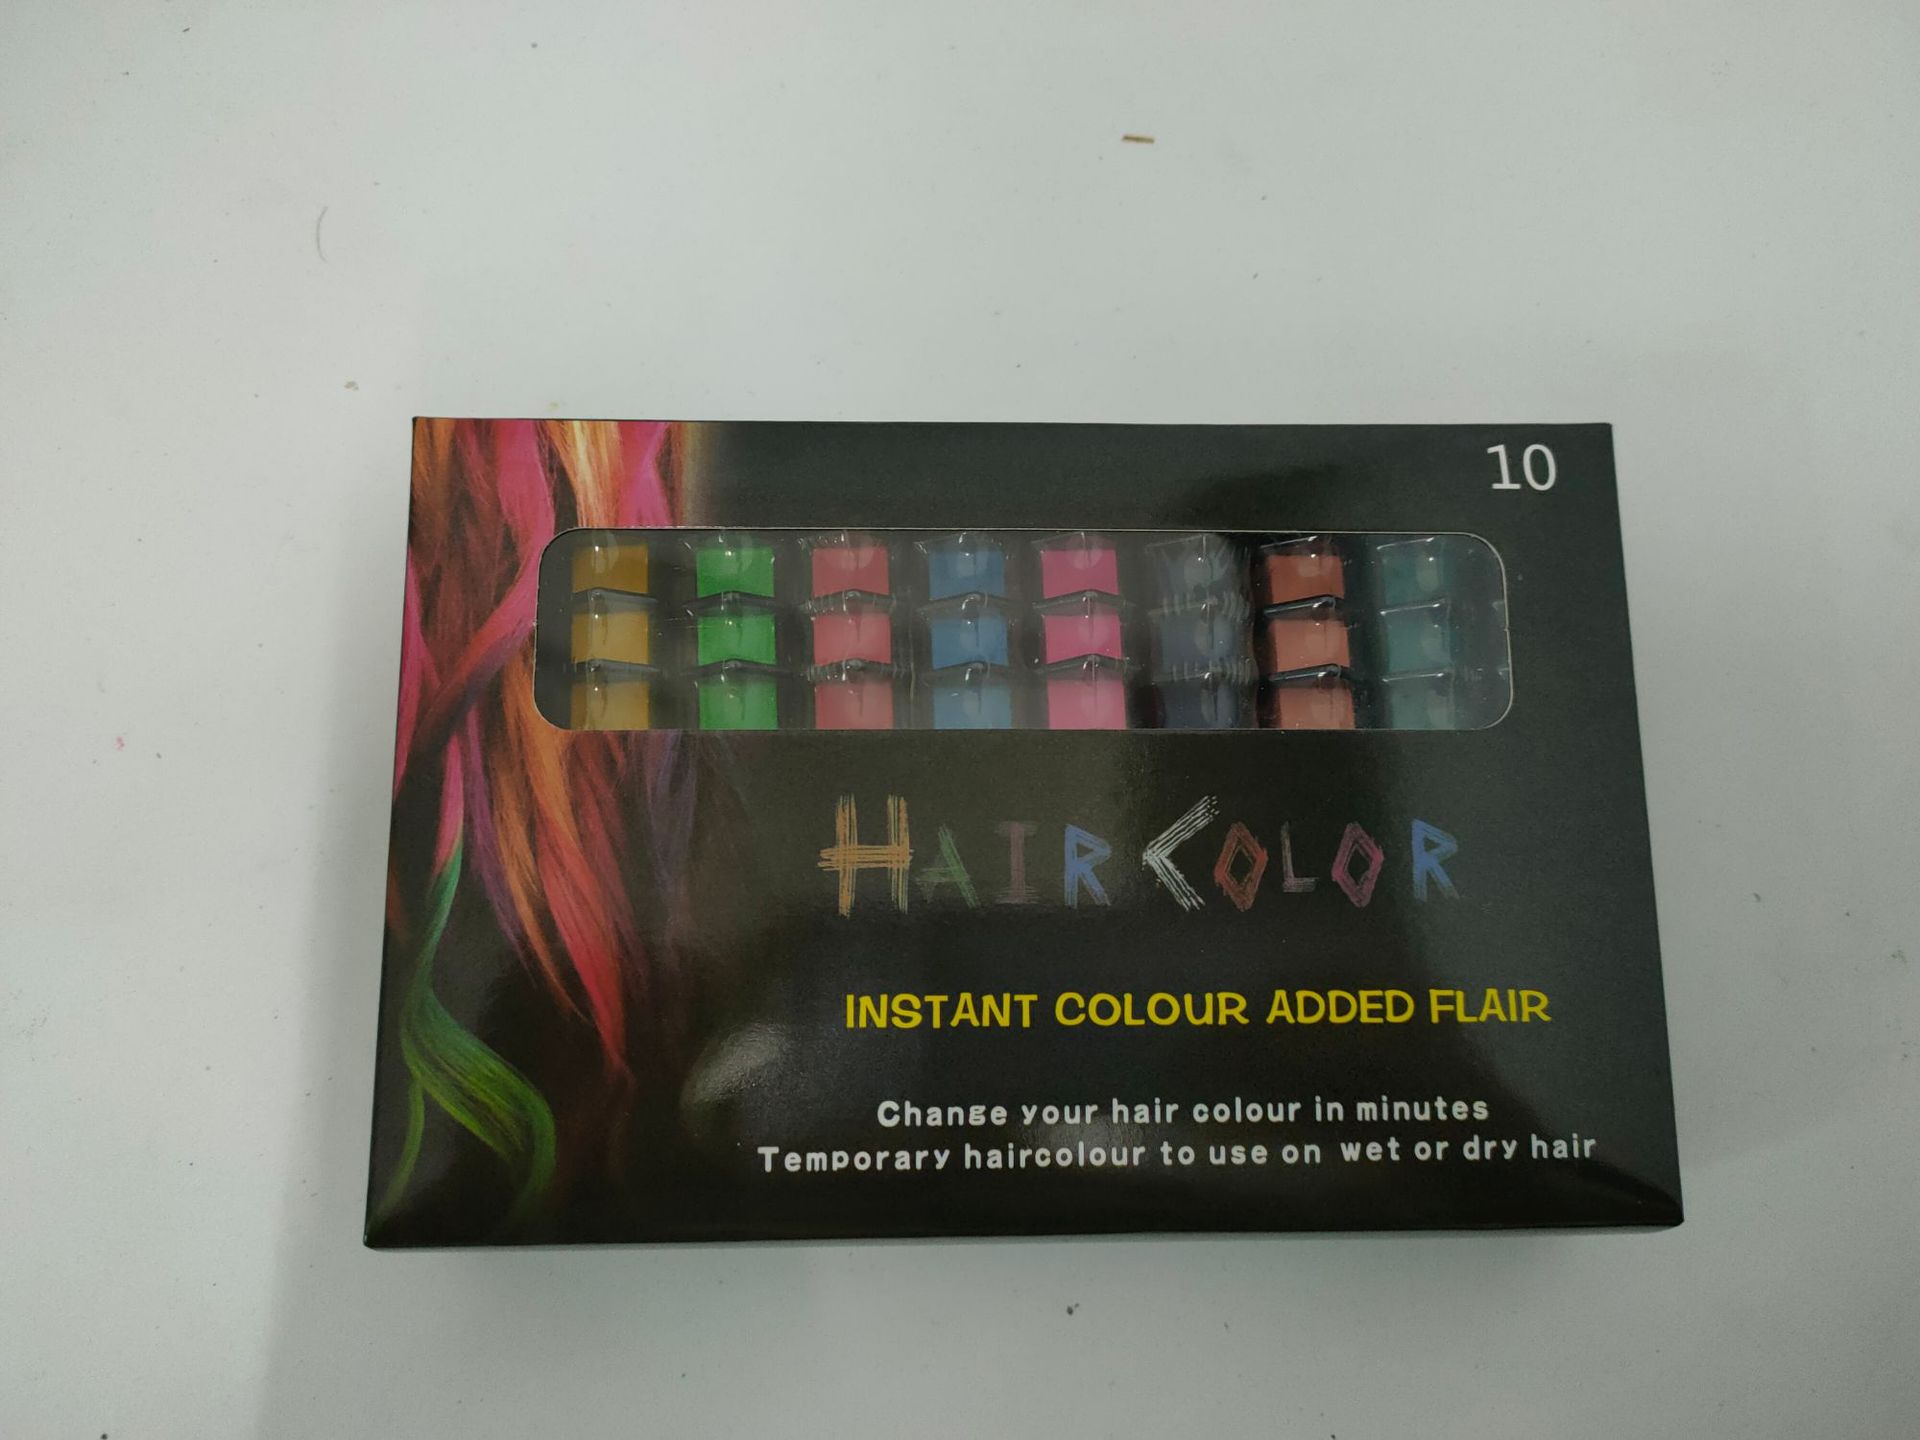 10
HAIR COLOR
INSTANT COLOUR ADDED FLAIR
Change your hair colour in minutes
Temporary haircolour to use on wet or dry hair